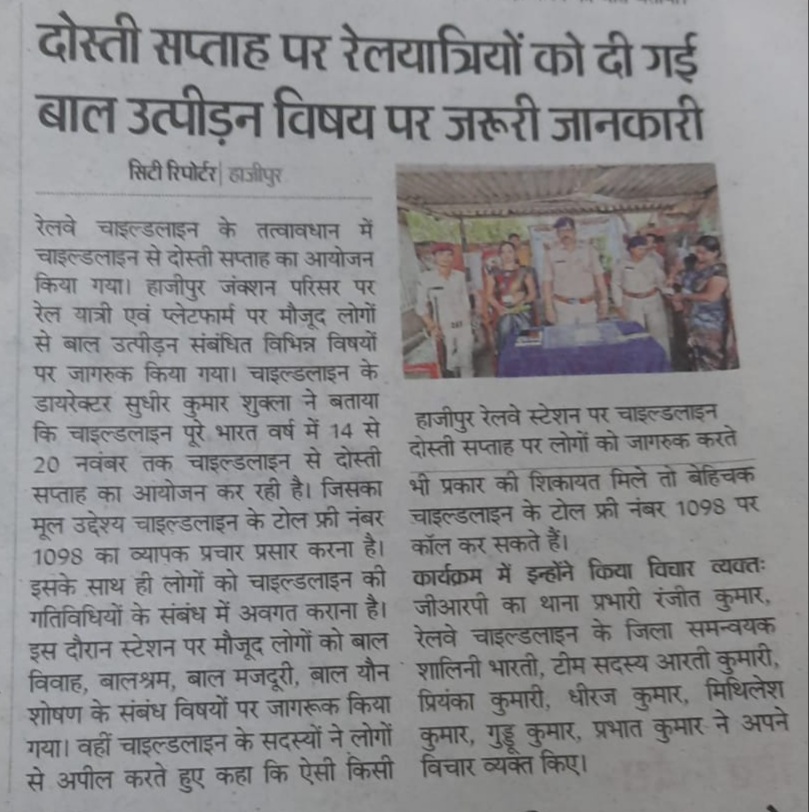 दोस्ती सप्ताह पर रेलयात्रियों को दी गई
बाल उत्पीड़न विषय पर जरूरी जानकारी
सिटी रिपोर्टर| हाजीपुर
रेलवे चाइल्डलाइन के तत्वावधान में
चाइल्डलाइन से दोस्ती सप्ताह का आयोजन
किया गया। हाजीपुर जंक्शन परिसर पर
रेल यात्री एवं प्लेटफार्म पर मौजूद लोगों
से बाल उत्पीड़न संबंधित विभिन्न विषयों
पर जागरुक किया गया। चाइल्डलाइन के
डायरेक्टर सुधीर कुमार शुक्ला ने बताया
कि चाइल्डलाइन पूरे भारत वर्ष में 14 से
20 नवंबर तक चाइल्डलाइन से दोस्ती
सप्ताह का आयोजन कर रही है। जिसका
मूल उद्देश्य चाइल्डलाइन के टोल फ्री नंबर
1098 का व्यापक प्रचार प्रसार करना है।
इसके साथ ही लोगों को चाइल्डलाइन की
गतिविधियों के संबंध में अवगत कराना है।
इस दौरान स्टेशन पर मौजूद लोगों को बाल
विवाह, बालश्रम, बाल मजदूरी, बाल यौन
शोषण के संबंध विषयों पर जागरूक किया
गया। वहीं चाइल्डलाइन के सदस्यों ने लोगों
से अपील करते हुए कहा कि ऐसी किसी
हाजीपुर रेलवे स्टेशन पर चाइल्डलाइन
दोस्ती सप्ताह पर लोगों को जागरुक करते
भी प्रकार की शिकायत मिले तो बेहिचक
चाइल्डलाइन के टोल फ्री नंबर 1098 पर
कॉल कर सकते हैं।
कार्यक्रम में इन्होंने किया विचार व्यक्तः
जीआरपी का थाना प्रभारी रंजीत कुमार,
रेलवे चाइल्डलाइन के जिला समन्वयक
शालिनी भारती, टीम सदस्य आरती कुमारी,
प्रियंका कुमारी, धीरज कुमार, मिथिलेश
कुमार, गुड्डू कुमार, प्रभात कुमार ने अपने
विचार व्यक्त किए।